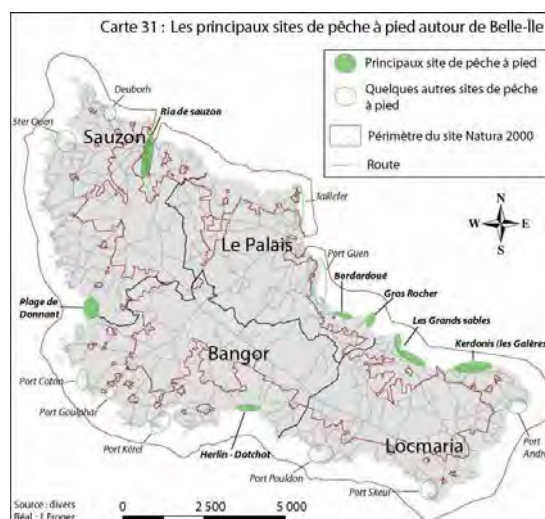 Carte 31 : Les principaux sites de pêche à pied autour de Belle-Île
Principaux site de pêche à pied
Quelques autres sites de pêche
à pied
Périmètre du site Natura 2000
Route
N
W E
S
Deuborh
Ria de sauzon
Ster Ouen
Sauzon
Taillefer
Le Palais
Port Guen
Bordardoué
Gros Rocher
Plage de
Donnant
Les Grands sables
Kerdonis (les Galères)
Bangor
Port Coton
Port Goulphar
Port Kérel
Herlin - Dotchot
Locmaria
Port
Andro
Port Pouldon
Port Skeul
Source : divers
Réal : L Froger
0 2 500 5 000